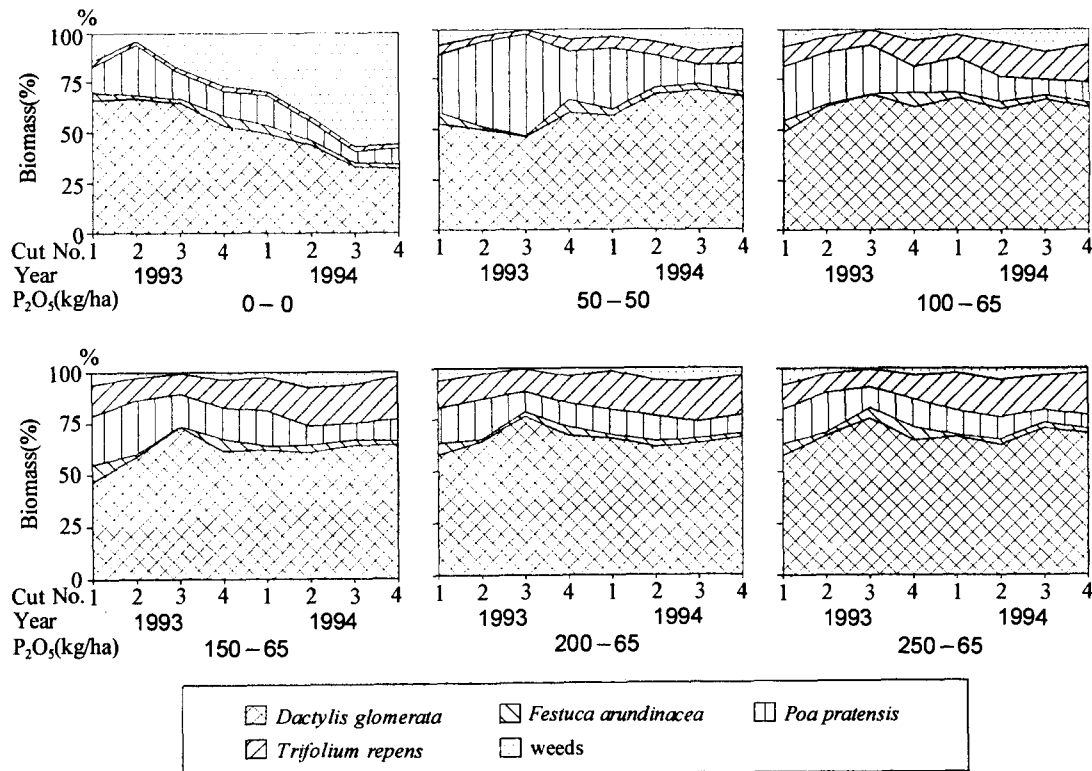 %
100
75
50
25
0
Biomass(%)
Cut No. 1 2 3 4 1 2 3 4 1 2 3 4 1 2 3 4 1 2 3 4 1 2 3 4
Year 1993 1994 1993 1994 1993 1994
P₂O₅(kg/ha) 0–0 50–50 100–65
%
100
75
50
25
0
Biomass(%)
Cut No. 1 2 3 4 1 2 3 4 1 2 3 4 1 2 3 4 1 2 3 4 1 2 3 4
Year 1993 1994 1993 1994 1993 1994
P₂O₅(kg/ha) 150–65 200–65 250–65
Dactylis glomerata Festuca arundinacea Poa pratensis
Trifolium repens weeds